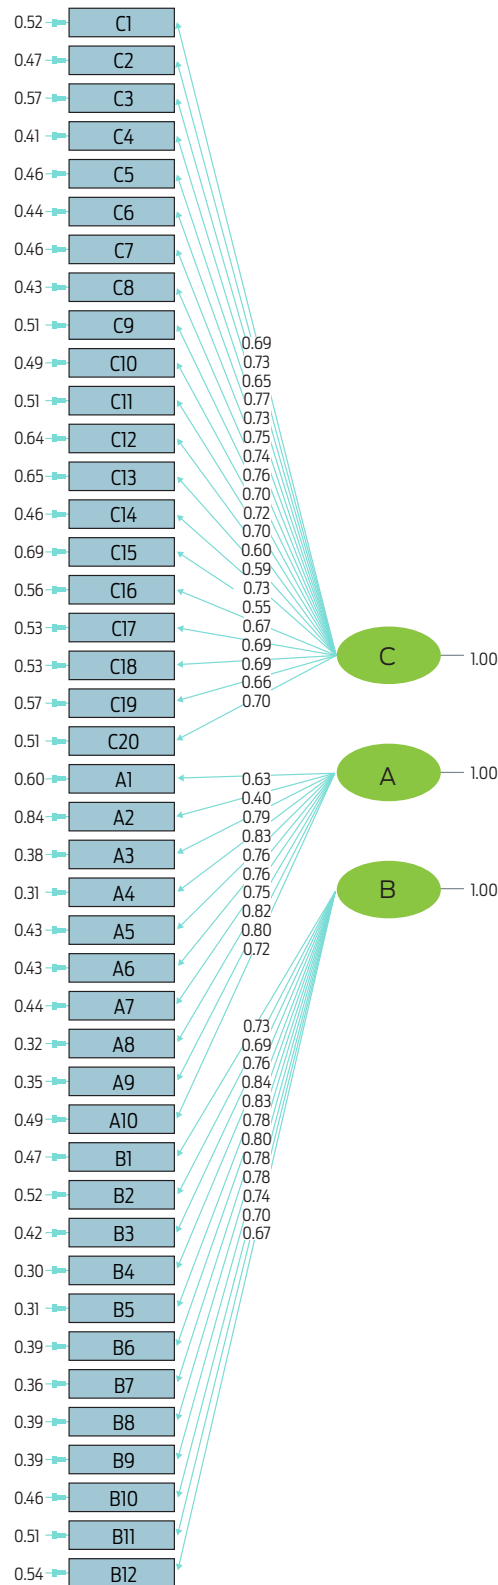 0.52 C1
0.47 C2
0.57 C3
0.41 C4
0.46 C5
0.44 C6
0.46 C7
0.43 C8
0.51 C9
0.49 C10
0.51 C11
0.64 C12
0.65 C13
0.46 C14
0.69 C15
0.56 C16
0.53 C17
0.53 C18
0.57 C19
0.51 C20
0.60 A1
0.84 A2
0.38 A3
0.31 A4
0.43 A5
0.43 A6
0.44 A7
0.32 A8
0.35 A9
0.49 A10
0.47 B1
0.52 B2
0.42 B3
0.30 B4
0.31 B5
0.39 B6
0.36 B7
0.39 B8
0.39 B9
0.46 B10
0.51 B11
0.54 B12
0.69
0.73
0.65
0.77
0.73
0.75
0.74
0.76
0.70
0.72
0.70
0.60
0.59
0.73
0.55
0.67
0.69
0.69
0.66
0.70
0.63
0.40
0.79
0.83
0.76
0.76
0.75
0.82
0.80
0.72
0.73
0.69
0.76
0.84
0.83
0.78
0.80
0.78
0.78
0.74
0.70
0.67
C 1.00
A 1.00
B 1.00